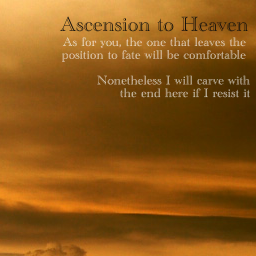 Ascension to Heaven
As for you, the one that leaves the
position to fate will be comfortable
Nonetheless I will carve with
the end here if I resist it